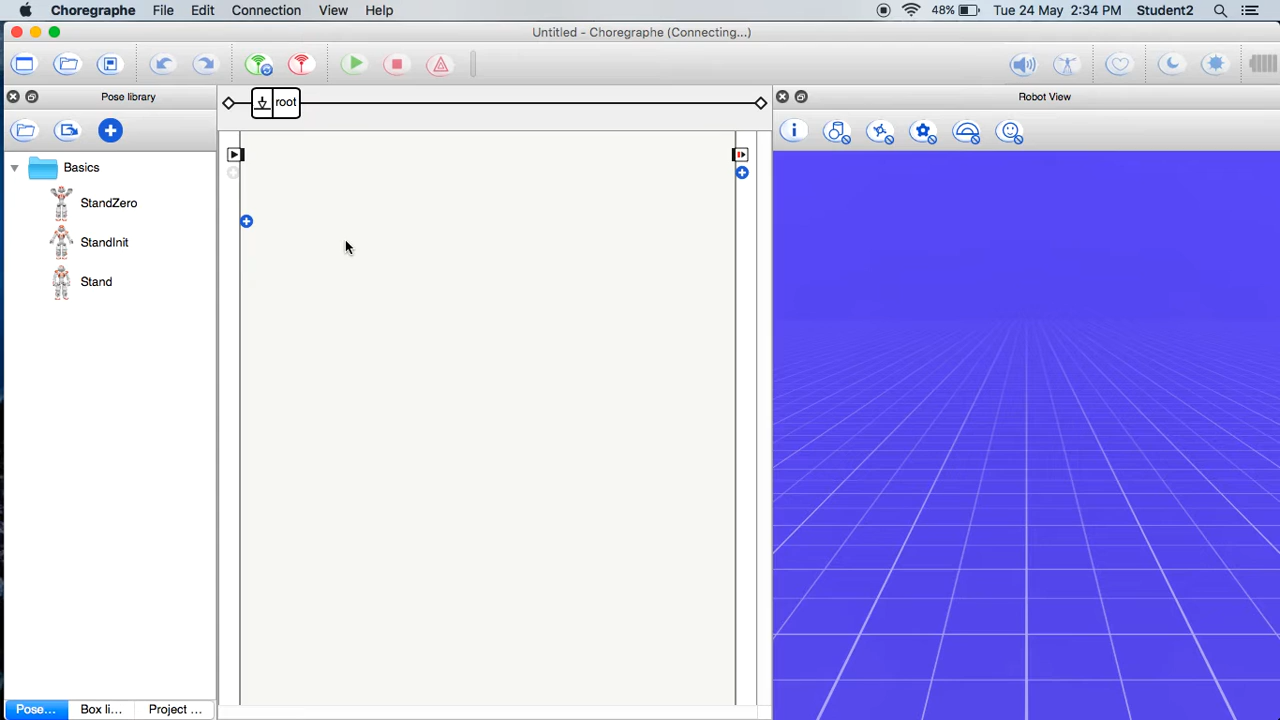 Choregraphe File Edit Connection View Help 48% Tue 24 May 2:34 PM Student2
Untitled - Choregraphe (Connecting...)
Pose library
root
Robot View
Basics
StandZero
StandInit
Stand
Pose... Box li... Project ...